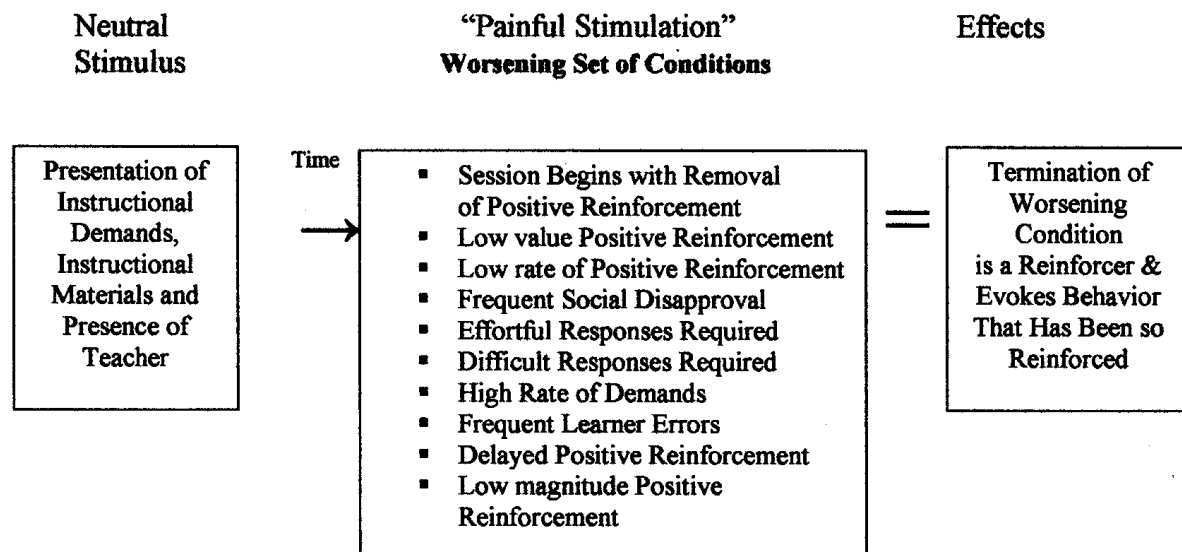 Neutral
Stimulus
“Painful Stimulation”
Worsening Set of Conditions
Effects
Presentation of
Instructional
Demands,
Instructional
Materials and
Presence of
Teacher
Time
▪ Session Begins with Removal
of Positive Reinforcement
▪ Low value Positive Reinforcement
▪ Low rate of Positive Reinforcement
▪ Frequent Social Disapproval
▪ Effortful Responses Required
▪ Difficult Responses Required
▪ High Rate of Demands
▪ Frequent Learner Errors
▪ Delayed Positive Reinforcement
▪ Low magnitude Positive
Reinforcement
=
Termination of
Worsening
Condition
is a Reinforcer &
Evokes Behavior
That Has Been so
Reinforced